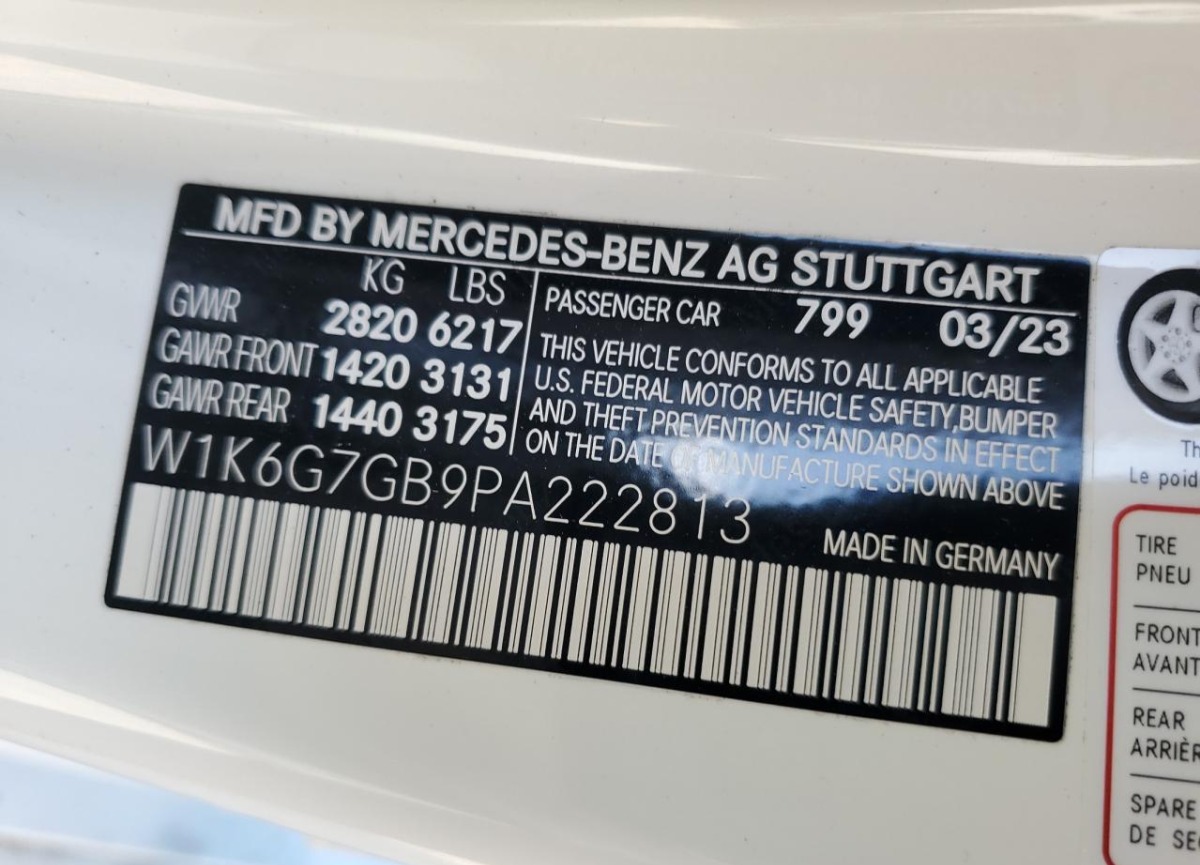 MFD BY MERCEDES-BENZ AG STUTTGART
KG LBS
GVWR 2820 6217
GAWR FRONT 1420 3131
GAWR REAR 1440 3175
PASSENGER CAR 799 03/23
THIS VEHICLE CONFORMS TO ALL APPLICABLE
U.S. FEDERAL MOTOR VEHICLE SAFETY,BUMPER
AND THEFT PREVENTION STANDARDS IN EFFECT
ON THE DATE OF MANUFACTURE SHOWN ABOVE
W1K6G7GB9PA222813
MADE IN GERMANY
Th
Le poid
TIRE
PNEU
FRONT
AVANT
REAR
ARRIÈR
SPARE
DE SE